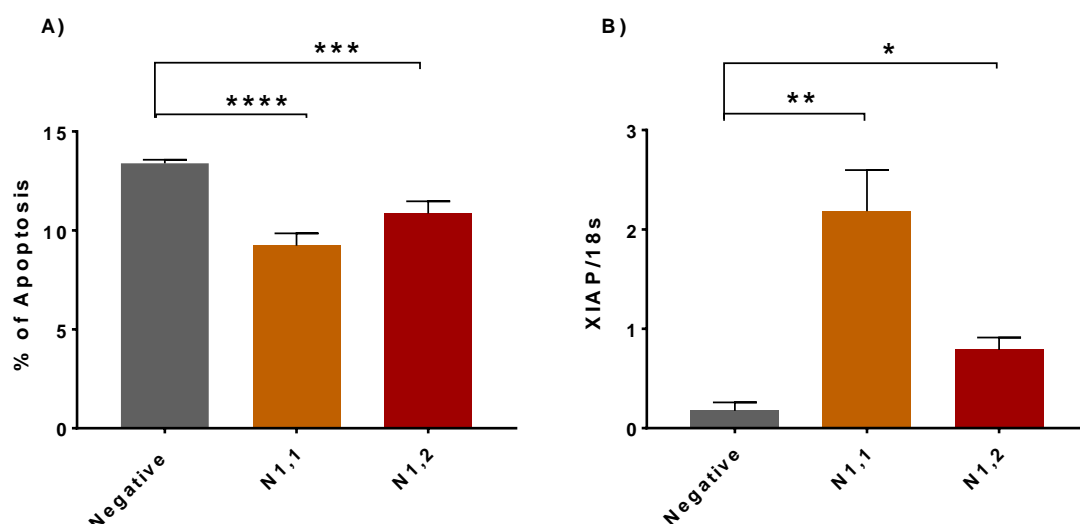 A)
***
****
% of Apoptosis
15
10
5
0
Negative
N1,1
N1,2
B)
*
**
XIAP/18s
3
2
1
0
Negative
N1,1
N1,2